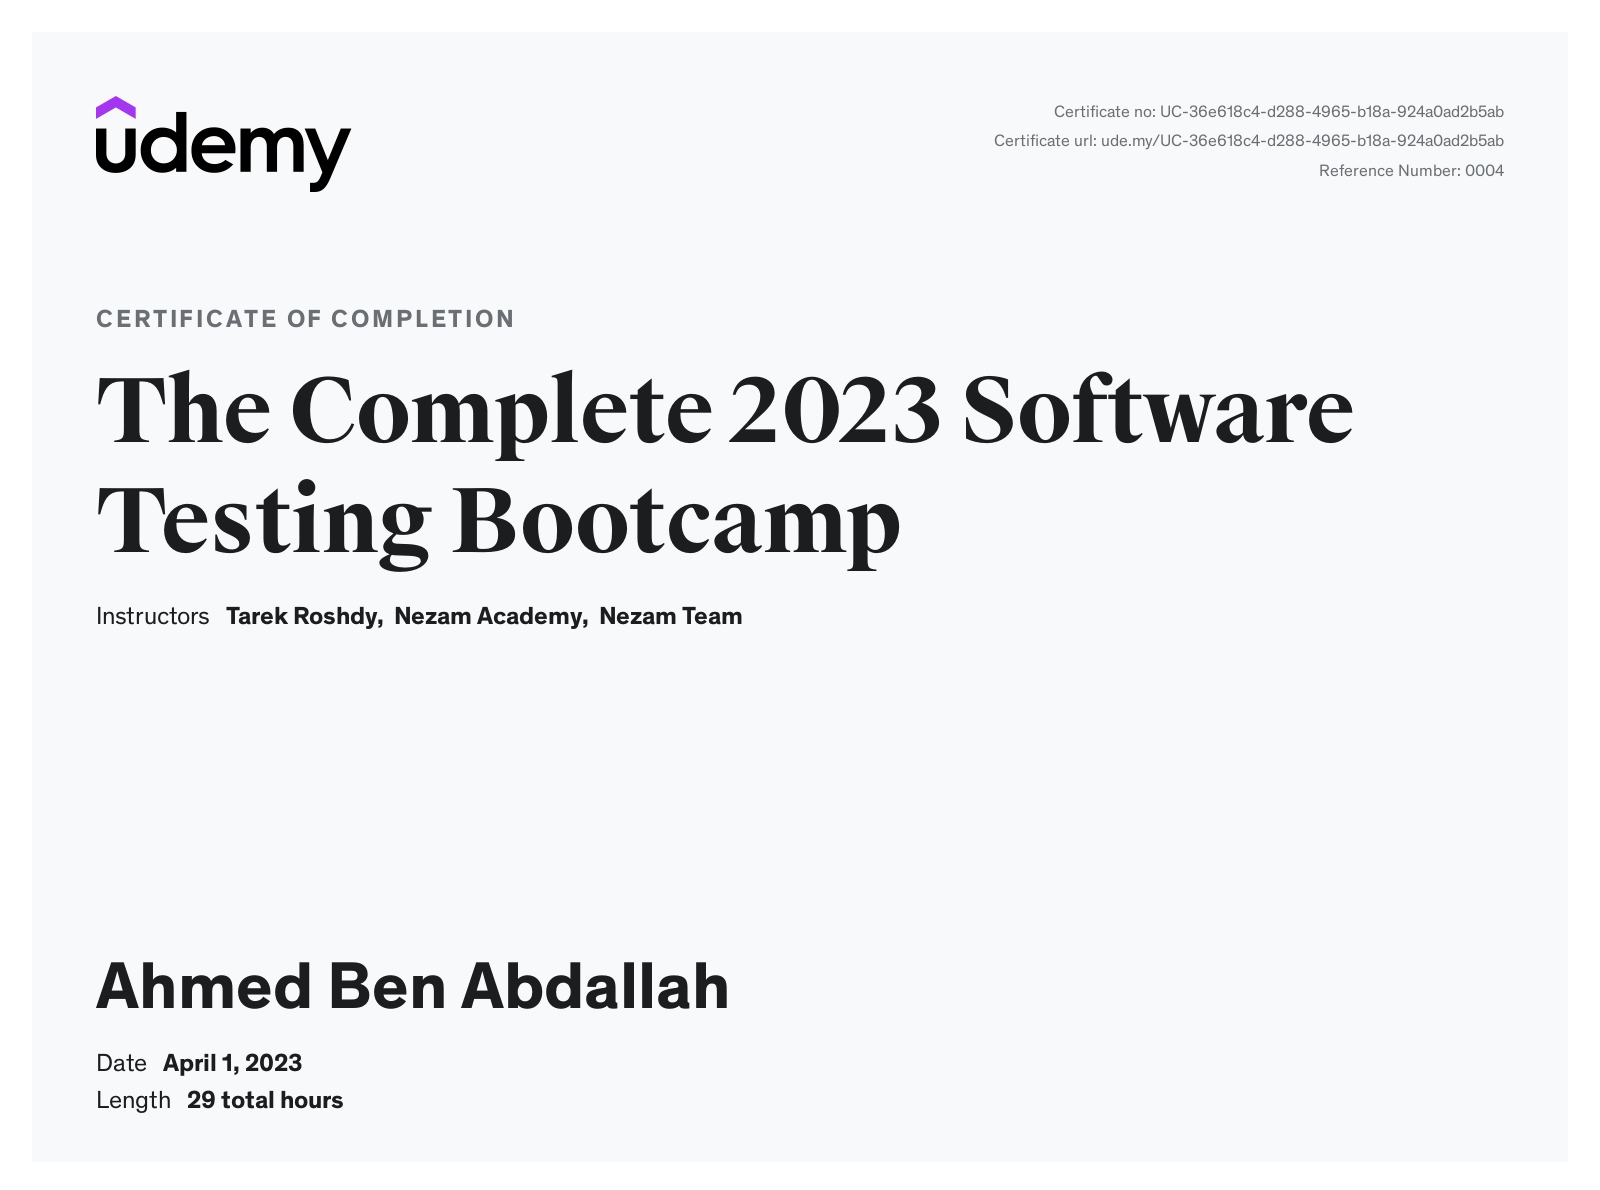 udemy
Certificate no: UC-36e618c4-d288-4965-b18a-924a0ad2b5ab
Certificate url: ude.my/UC-36e618c4-d288-4965-b18a-924a0ad2b5ab
Reference Number: 0004
CERTIFICATE OF COMPLETION
The Complete 2023 Software
Testing Bootcamp
Instructors Tarek Roshdy, Nezam Academy, Nezam Team
Ahmed Ben Abdallah
Date April 1, 2023
Length 29 total hours